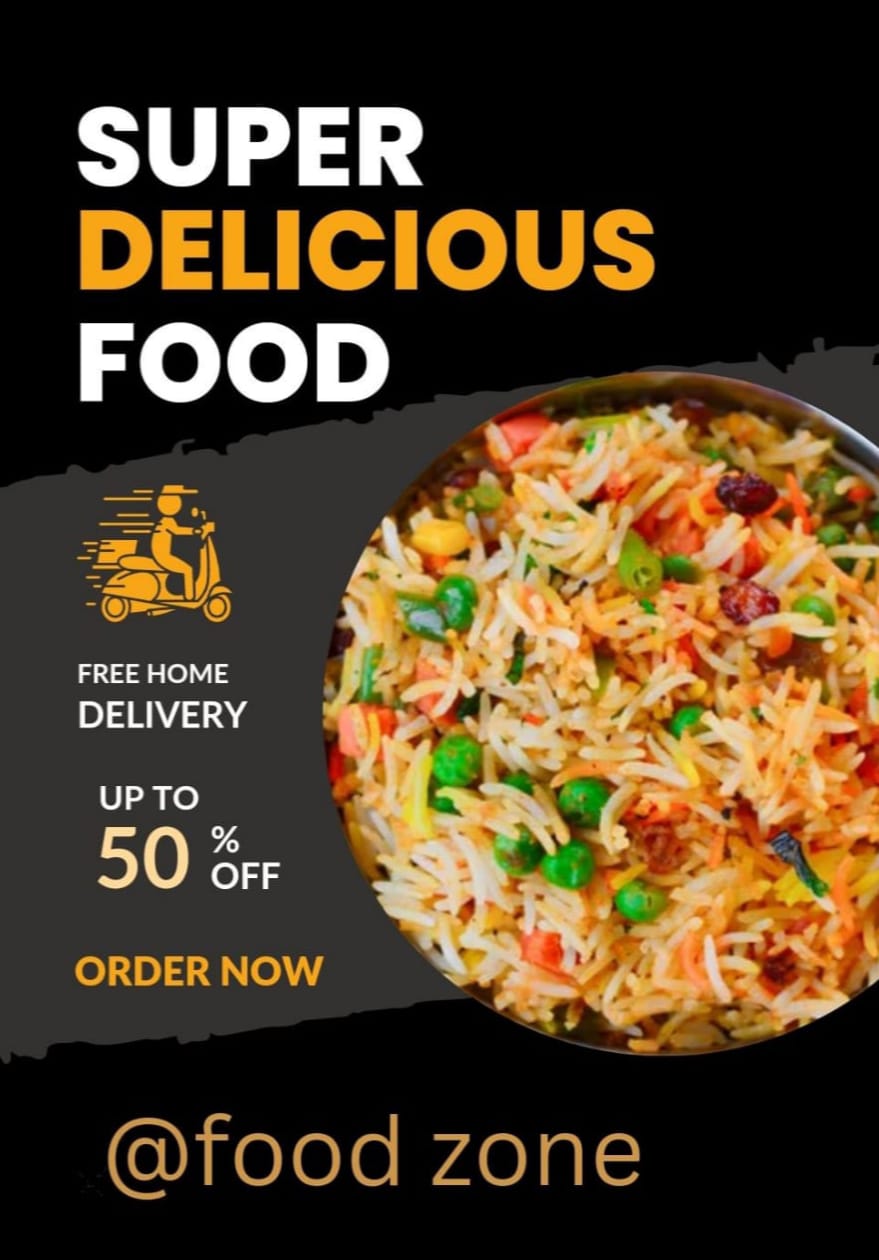 SUPER
DELICIOUS
FOOD
FREE HOME
DELIVERY
UP TO
50 %
OFF
ORDER NOW
@food zone